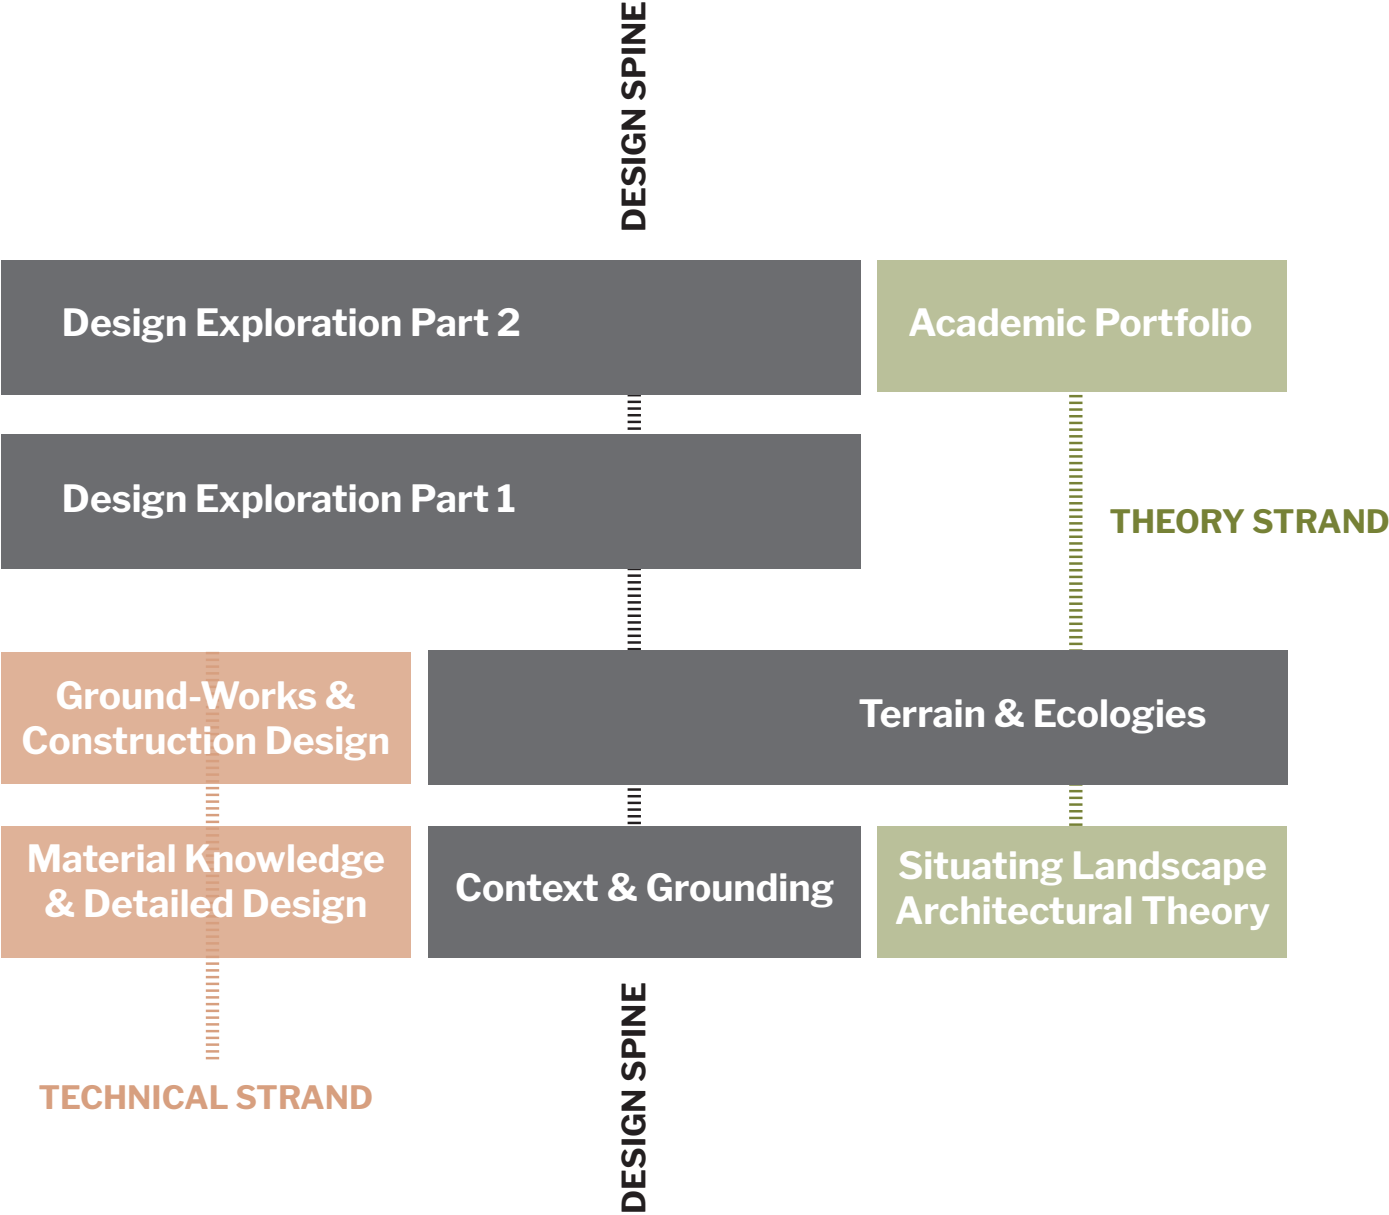 DESIGN SPINE
Design Exploration Part 2
Academic Portfolio
Design Exploration Part 1
THEORY STRAND
Ground-Works &
Construction Design
Terrain & Ecologies
Material Knowledge
& Detailed Design
Context & Grounding
Situating Landscape
Architectural Theory
TECHNICAL STRAND
DESIGN SPINE